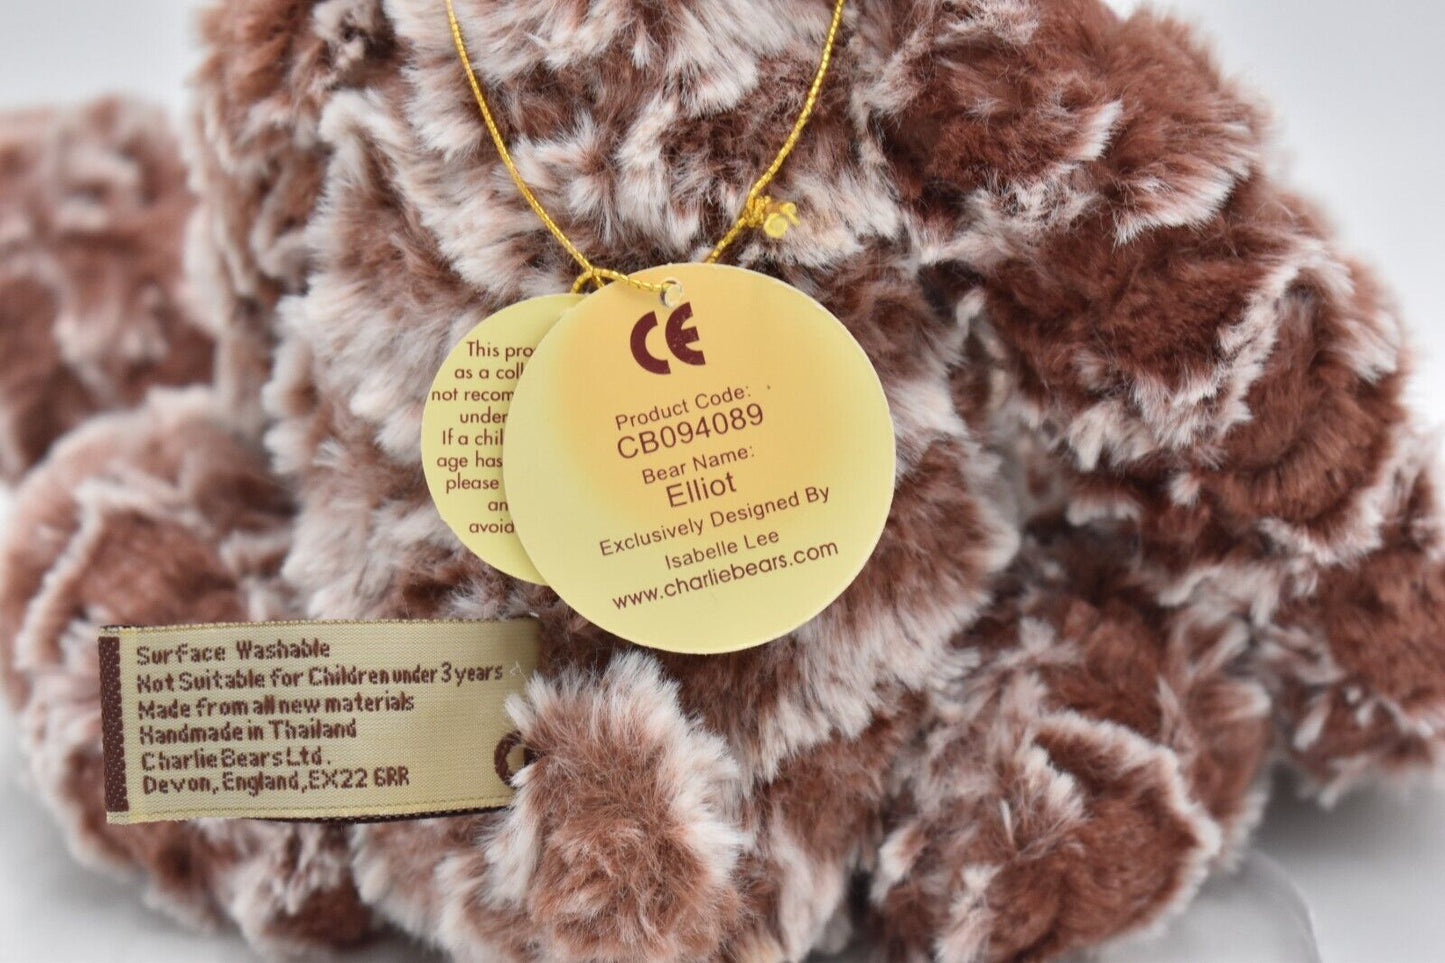 This pro
as a coll
not recom
under
If a chil
age has
please
an
avoid
CE
Product Code:
CB094089
Bear Name:
Elliot
Exclusively Designed By
Isabelle Lee
www.charliebears.com
Surface Washable
Not Suitable for Children under 3 years
Made from all new materials
Handmade in Thailand
Charlie Bears Ltd.
Devon, England, EX22 6RR